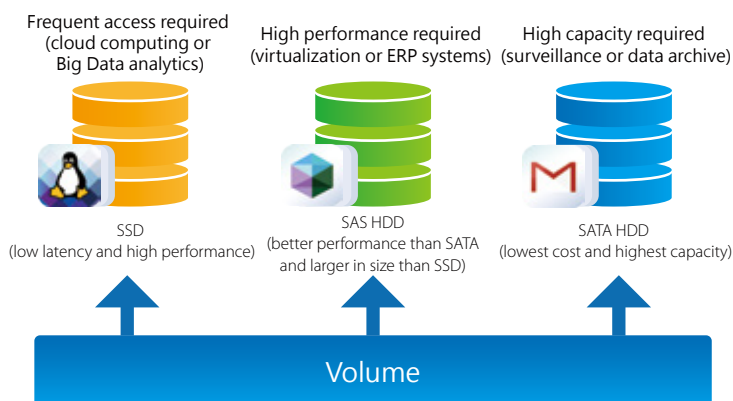 Frequent access required
(cloud computing or
Big Data analytics)
High performance required
(virtualization or ERP systems)
High capacity required
(surveillance or data archive)
SSD
(low latency and high performance)
SAS HDD
(better performance than SATA
and larger in size than SSD)
SATA HDD
(lowest cost and highest capacity)
Volume